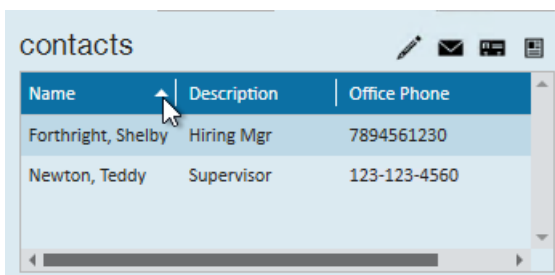 contacts
Name Description Office Phone
Forthright, Shelby Hiring Mgr 7894561230
Newton, Teddy Supervisor 123-123-4560